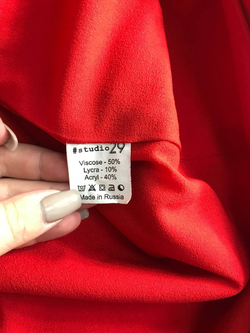 #studio29
Viscose - 50%
Lycra - 10%
Acryl - 40%
Made in Russia